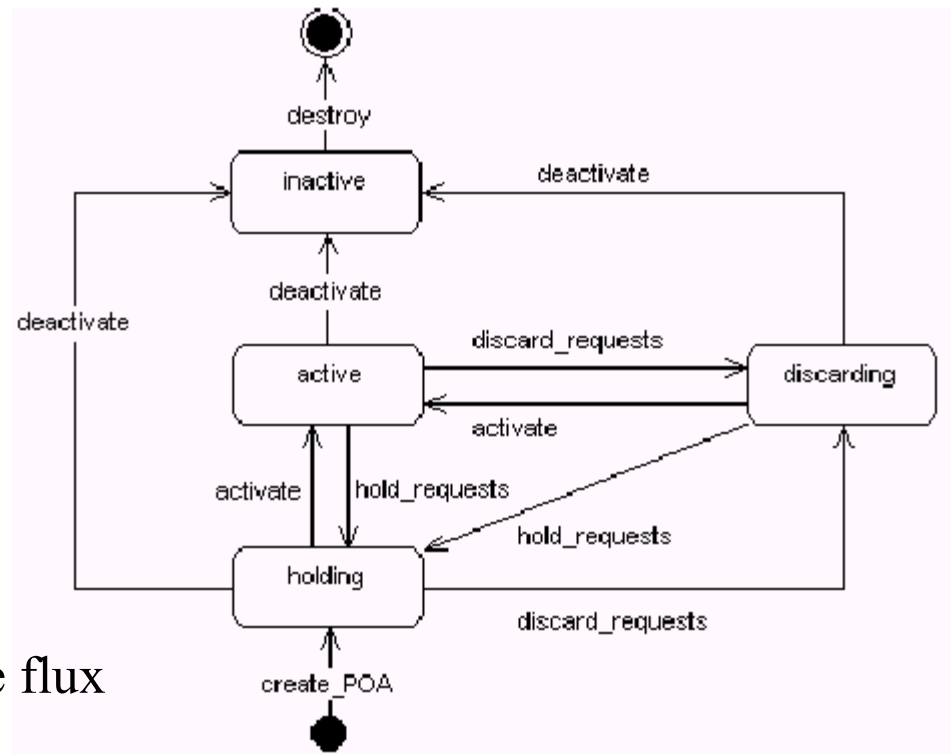 destroy
inactive
deactivate
deactivate
deactivate
discard_requests
active
discarding
activate
activate
hold_requests
hold_requests
holding
discard_requests
flux
create_POA